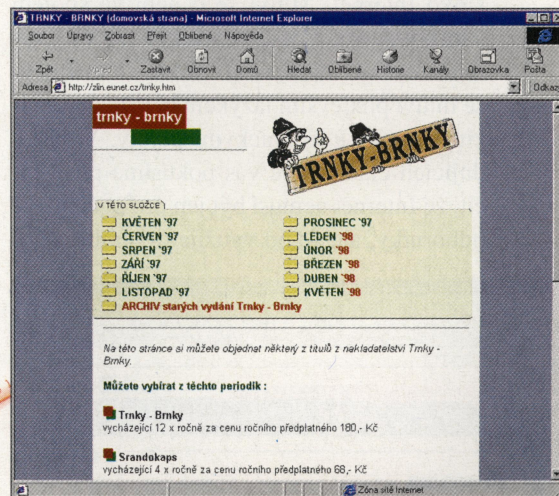 TRNKY - BRNKY (domovská strana) - Microsoft Internet Explorer
Soubor Úpravy Zobrazit Přejít Oblíbené Nápověda
Zpět Vpřed Zastavit Obnovit Domů Hledat Oblíbené Historie Kanály Obrazovka Pošta
Adresa http://zlin.eunet.cz/trnky.htm Odkazy
trnky - brnky
TRNKY-BRNKY
V TÉTO SLOŽCE
KVĚTEN '97
ČERVEN '97
SRPEN '97
ZÁŘÍ '97
ŘÍJEN '97
LISTOPAD '97
PROSINEC '97
LEDEN '98
ÚNOR '98
BŘEZEN '98
DUBEN '98
KVĚTEN '98
ARCHIV starých vydání Trnky - Brnky
Na této stránce si můžete objednat některý z titulů z nakladatelství Trnky -
Brnky.
Můžete vybírat z těchto periodik :
Trnky - Brnky
vycházející 12 x ročně za cenu ročního předplatného 180,- Kč
Srandokaps
vycházející 4 x ročně za cenu ročního předplatného 68,- Kč
Zóna sítě Internet